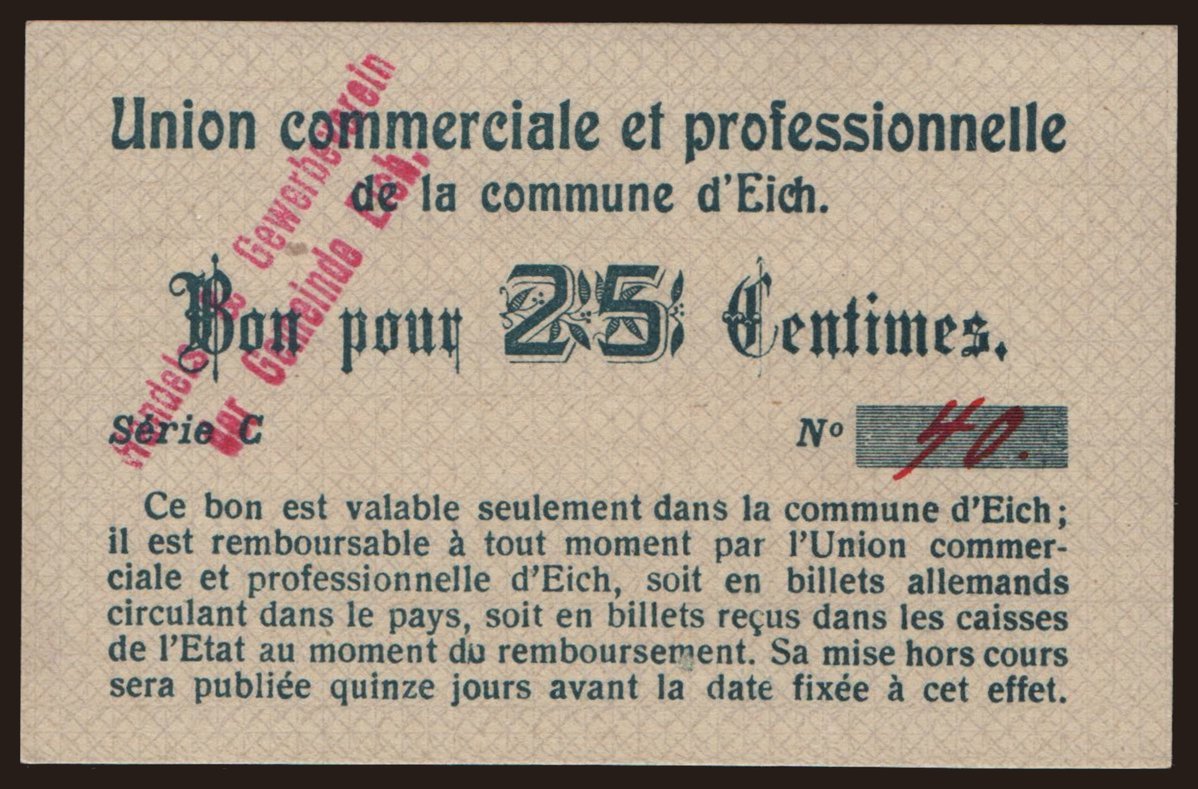 Union commerciale et professionnelle
de la commune d'Eich.
Handels & Gewerbeverein
der Gemeinde Eich.
Bon pour 25 Centimes.
Série C
Nº 40.
Ce bon est valable seulement dans la commune d'Eich;
il est remboursable à tout moment par l'Union commer-
ciale et professionnelle d'Eich, soit en billets allemands
circulant dans le pays, soit en billets reçus dans les caisses
de l'Etat au moment du remboursement. Sa mise hors cours
sera publiée quinze jours avant la date fixée à cet effet.